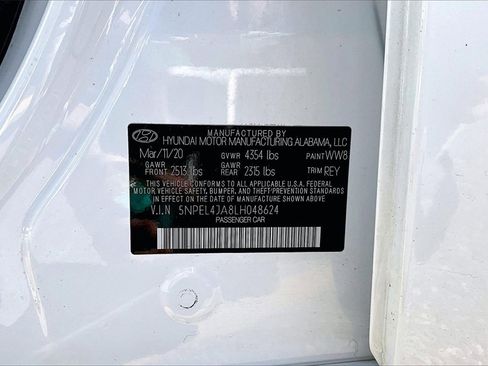 MANUFACTURED BY
HYUNDAI MOTOR MANUFACTURING ALABAMA, LLC
Mar/11/20 GVWR 4354 lbs PAINT WW8
GAWR GAWR
FRONT 2513 lbs REAR 2315 lbs TRIM REY
THIS VEHICLE CONFORMS TO ALL APPLICABLE U.S.A. FEDERAL
MOTOR VEHICLE SAFETY, BUMPER, AND THEFT PREVENTION STANDARDS
IN EFFECT ON THE DATE OF MANUFACTURE SHOWN ABOVE.
V.I.N 5NPEL4JA8LH048624
PASSENGER CAR